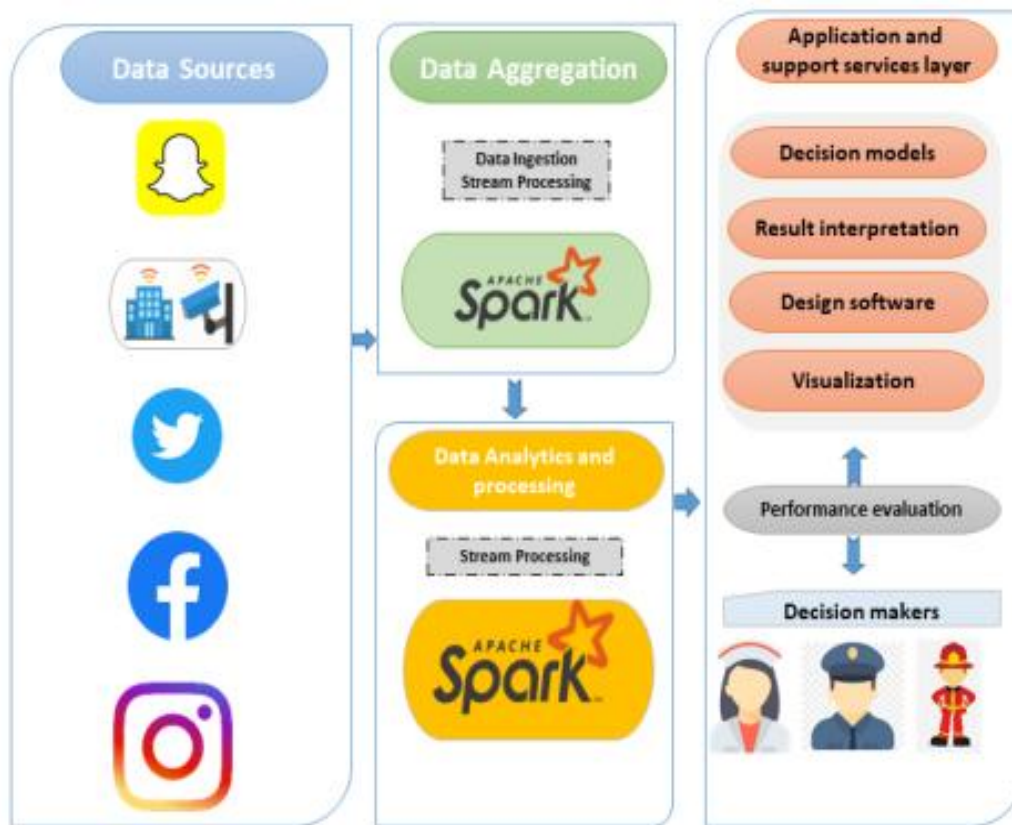 Data Sources
Data Aggregation
Data Ingestion
Stream Processing
APACHE
Spark
Data Analytics and
processing
Stream Processing
APACHE
Spark
Application and
support services layer
Decision models
Result interpretation
Design software
Visualization
Performance evaluation
Decision makers